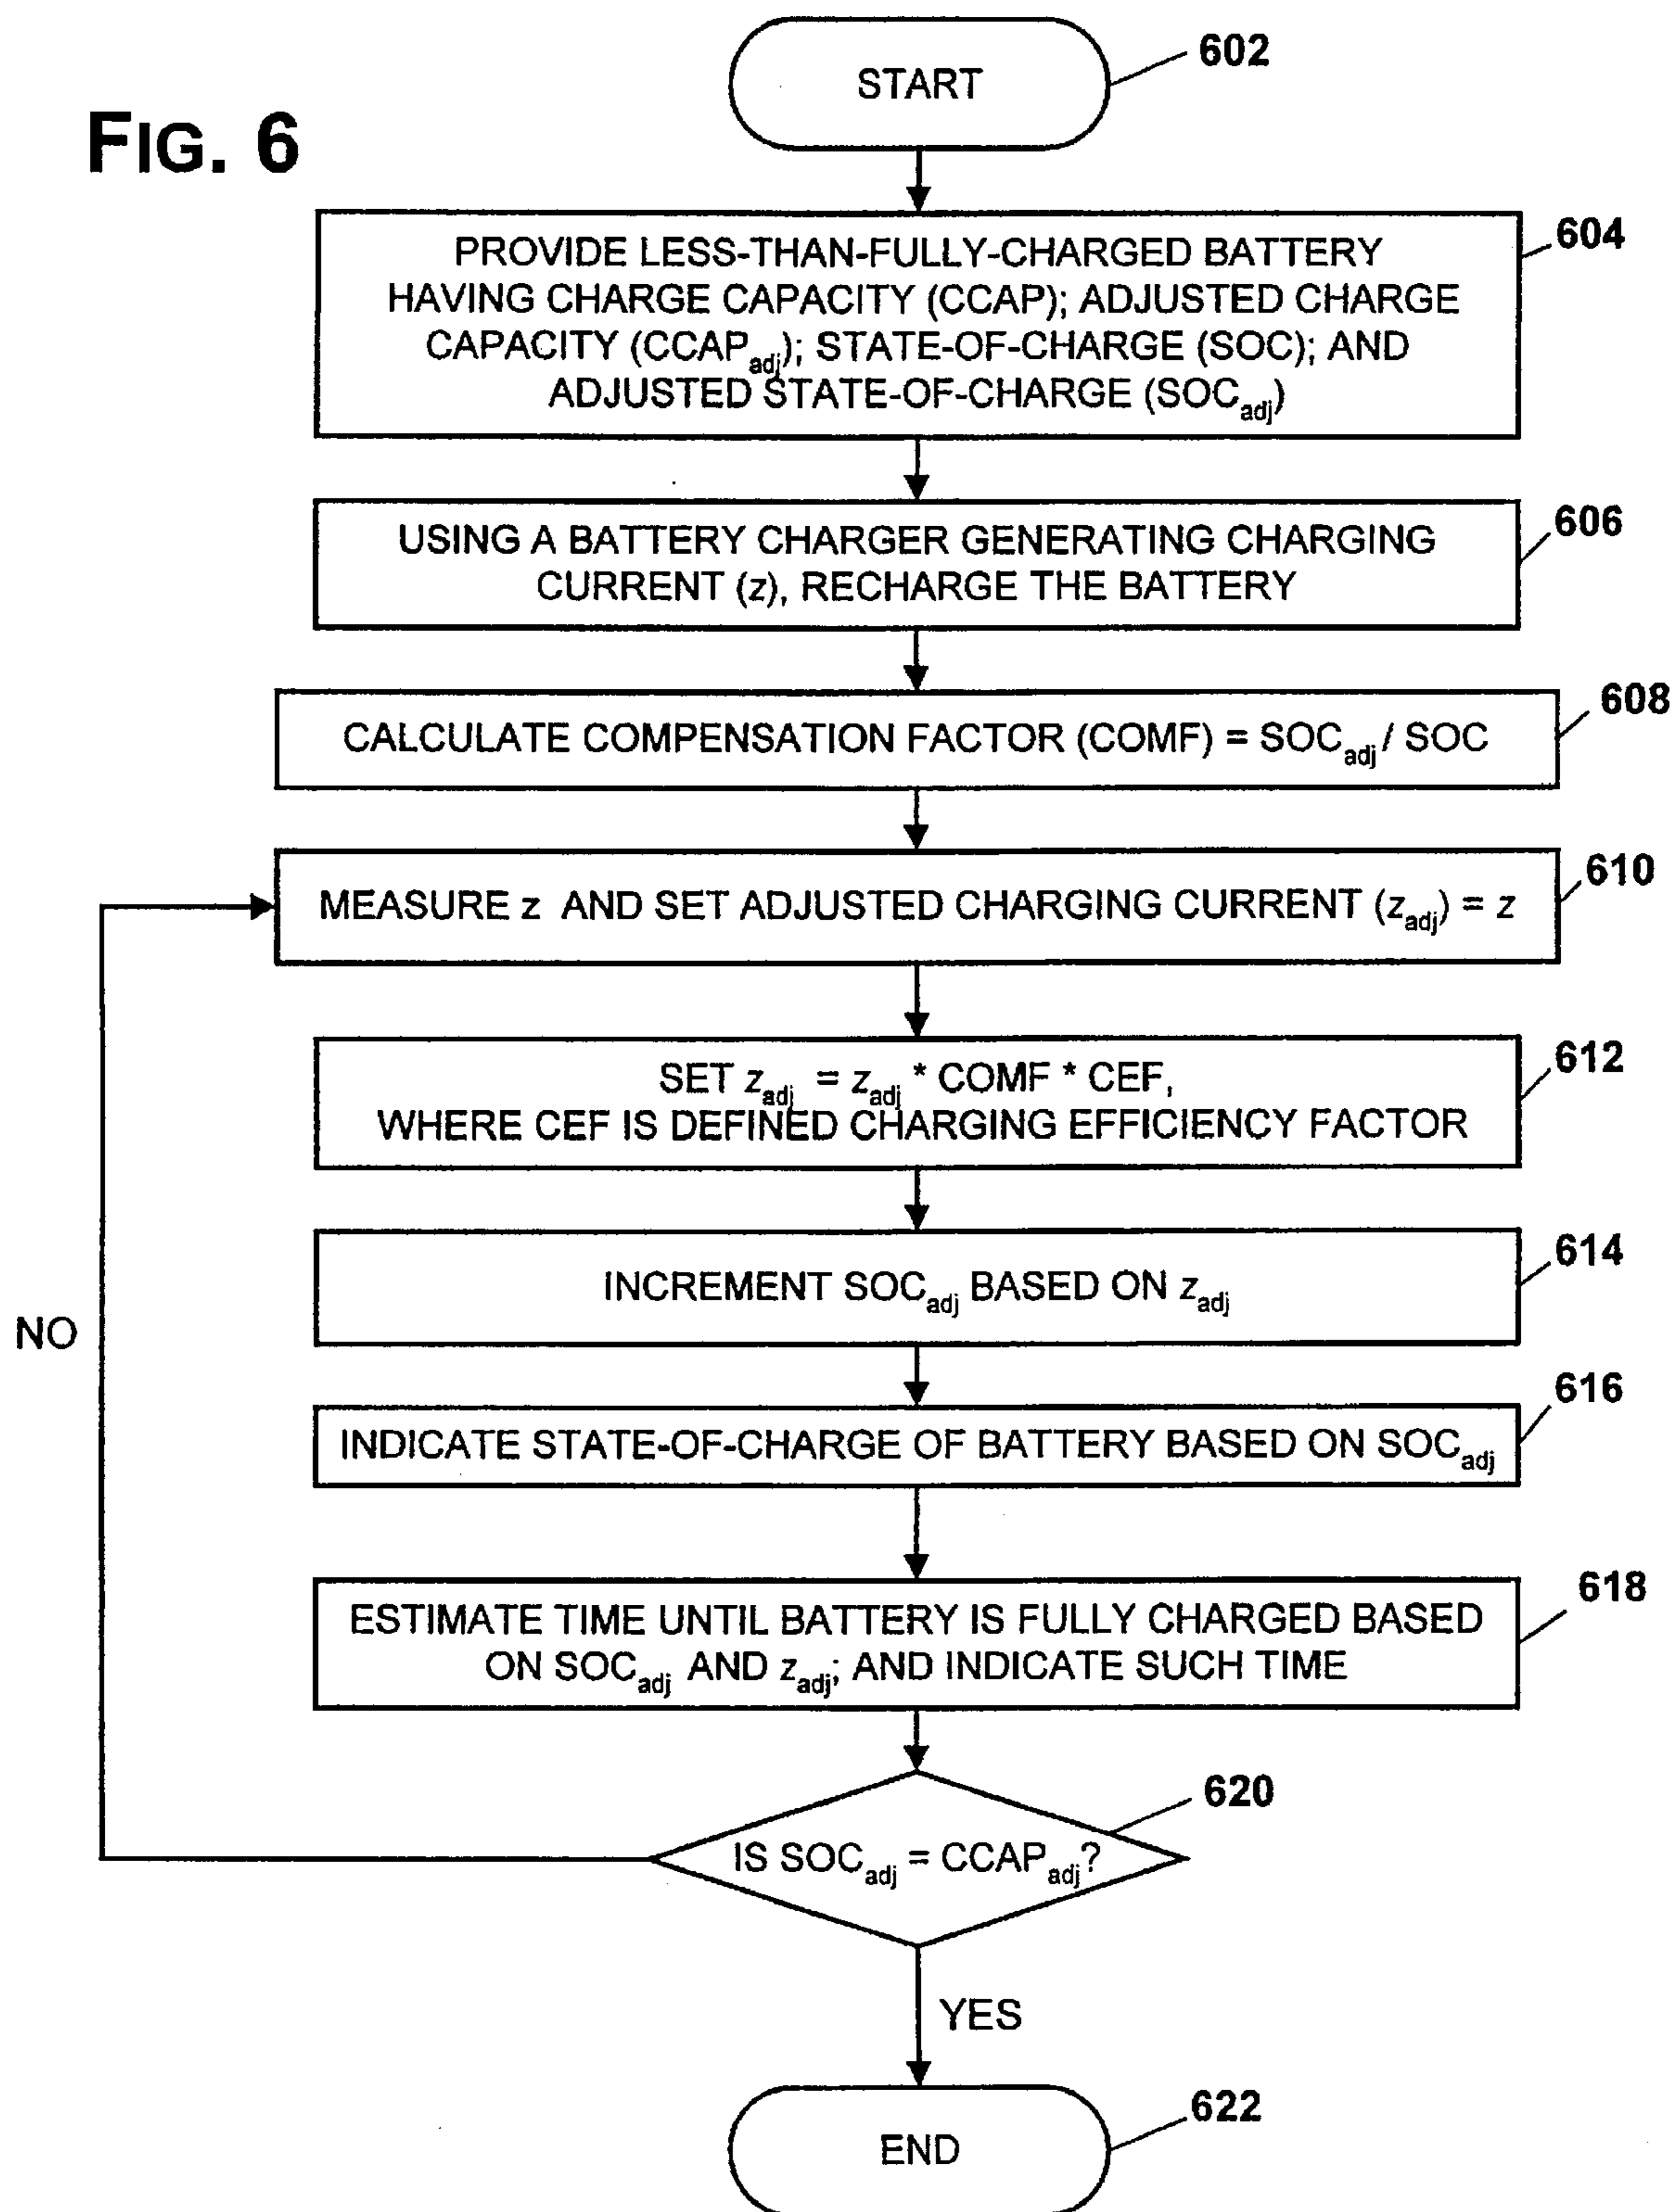 FIG. 6
START
602
PROVIDE LESS-THAN-FULLY-CHARGED BATTERY
HAVING CHARGE CAPACITY (CCAP); ADJUSTED CHARGE
CAPACITY (CCAPadj); STATE-OF-CHARGE (SOC); AND
ADJUSTED STATE-OF-CHARGE (SOCadj)
604
USING A BATTERY CHARGER GENERATING CHARGING
CURRENT (z), RECHARGE THE BATTERY
606
CALCULATE COMPENSATION FACTOR (COMF) = SOCadj / SOC
608
MEASURE z AND SET ADJUSTED CHARGING CURRENT (zadj) = z
610
SET zadj = zadj * COMF * CEF,
WHERE CEF IS DEFINED CHARGING EFFICIENCY FACTOR
612
INCREMENT SOCadj BASED ON zadj
614
NO
INDICATE STATE-OF-CHARGE OF BATTERY BASED ON SOCadj
616
ESTIMATE TIME UNTIL BATTERY IS FULLY CHARGED BASED
ON SOCadj AND zadj; AND INDICATE SUCH TIME
618
IS SOCadj = CCAPadj?
620
YES
END
622